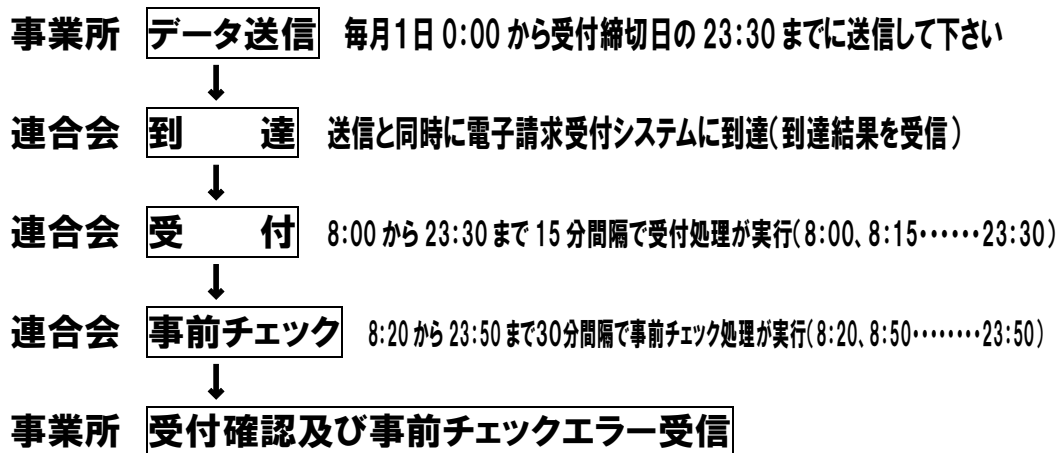 事業所 データ送信 毎月1日 0:00 から受付締切日の 23:30 までに送信して下さい
↓
連合会 到 達 送信と同時に電子請求受付システムに到達(到達結果を受信)
↓
連合会 受 付 8:00 から 23:30 まで 15 分間隔で受付処理が実行(8:00、8:15・・・・・・23:30)
↓
連合会 事前チェック 8:20 から 23:50 まで30分間隔で事前チェック処理が実行(8:20、8:50・・・・・・・・23:50)
↓
事業所 受付確認及び事前チェックエラー受信